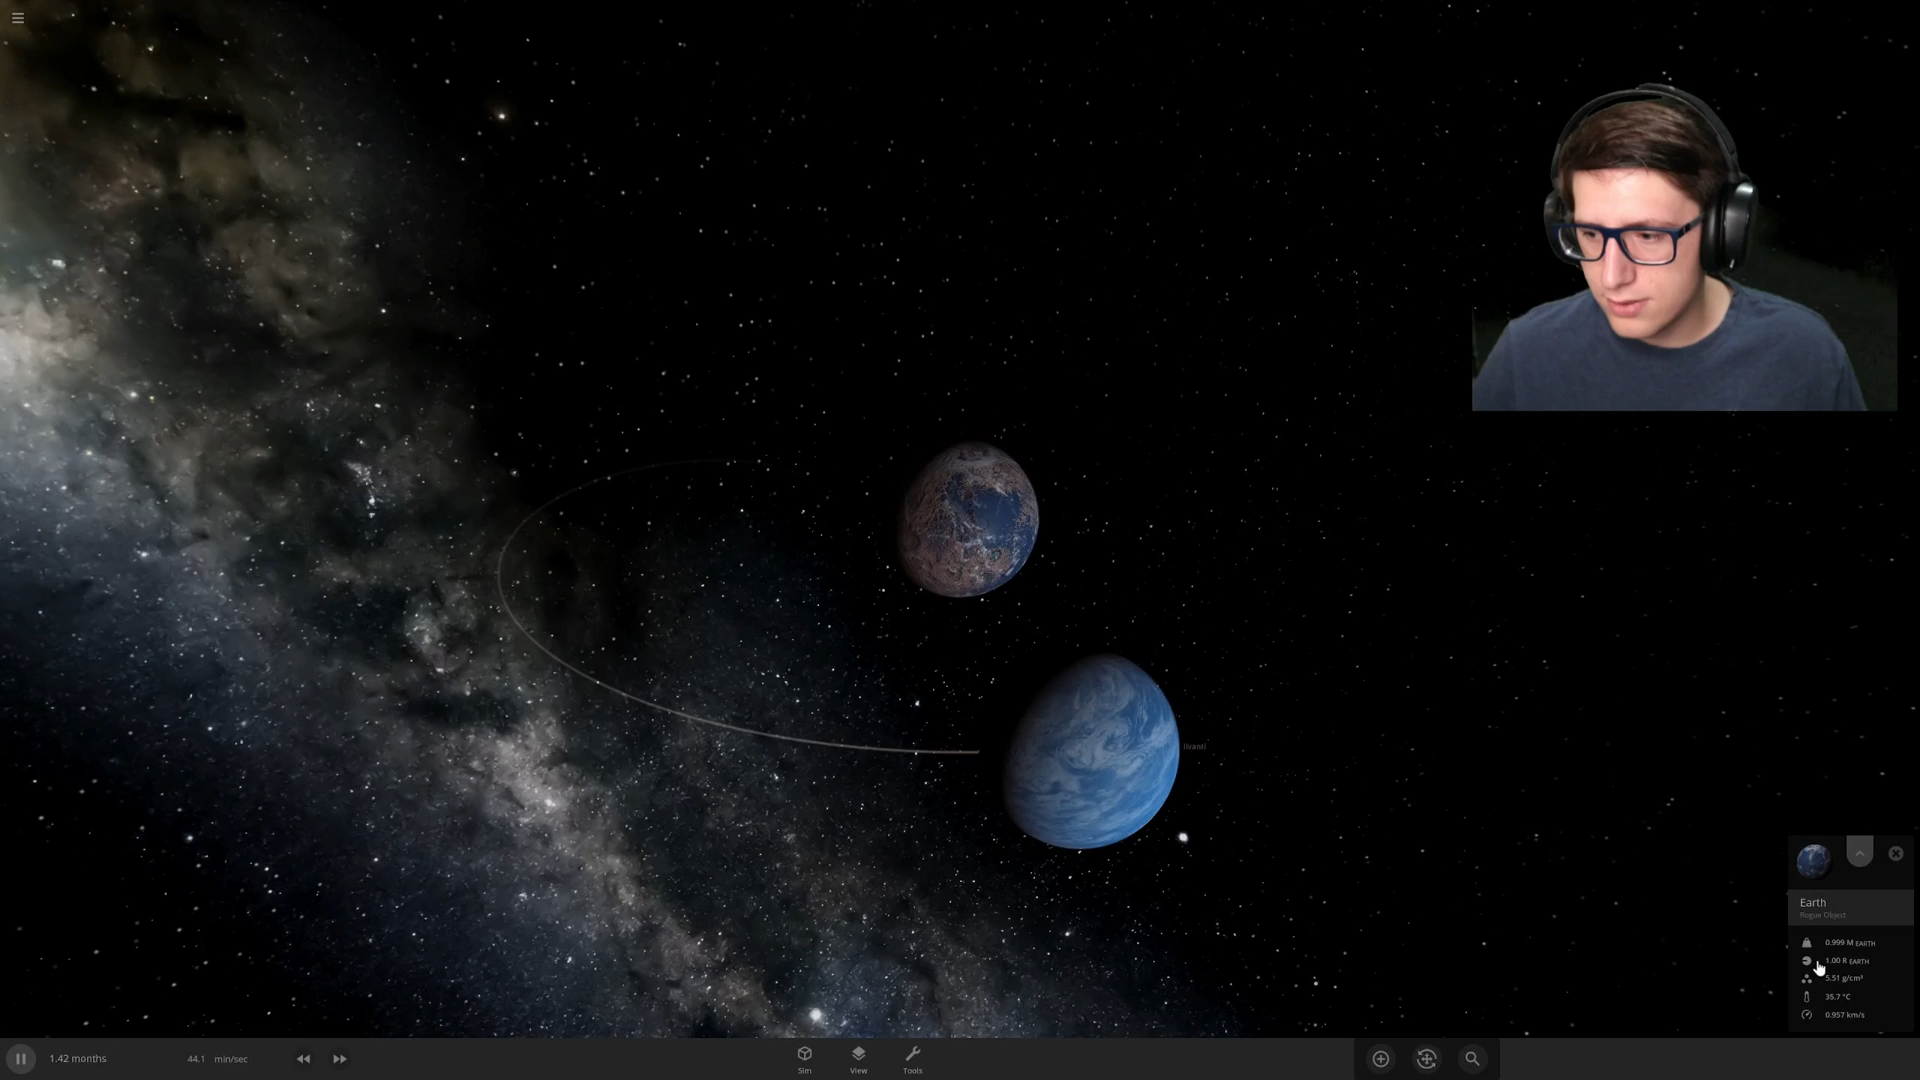 iivanti
Earth
Rogue Object
0.999 M EARTH
1.00 R EARTH
5.51 g/cm³
35.7 °C
0.957 km/s
1.42 months
44.1 min/sec
Sim
View
Tools